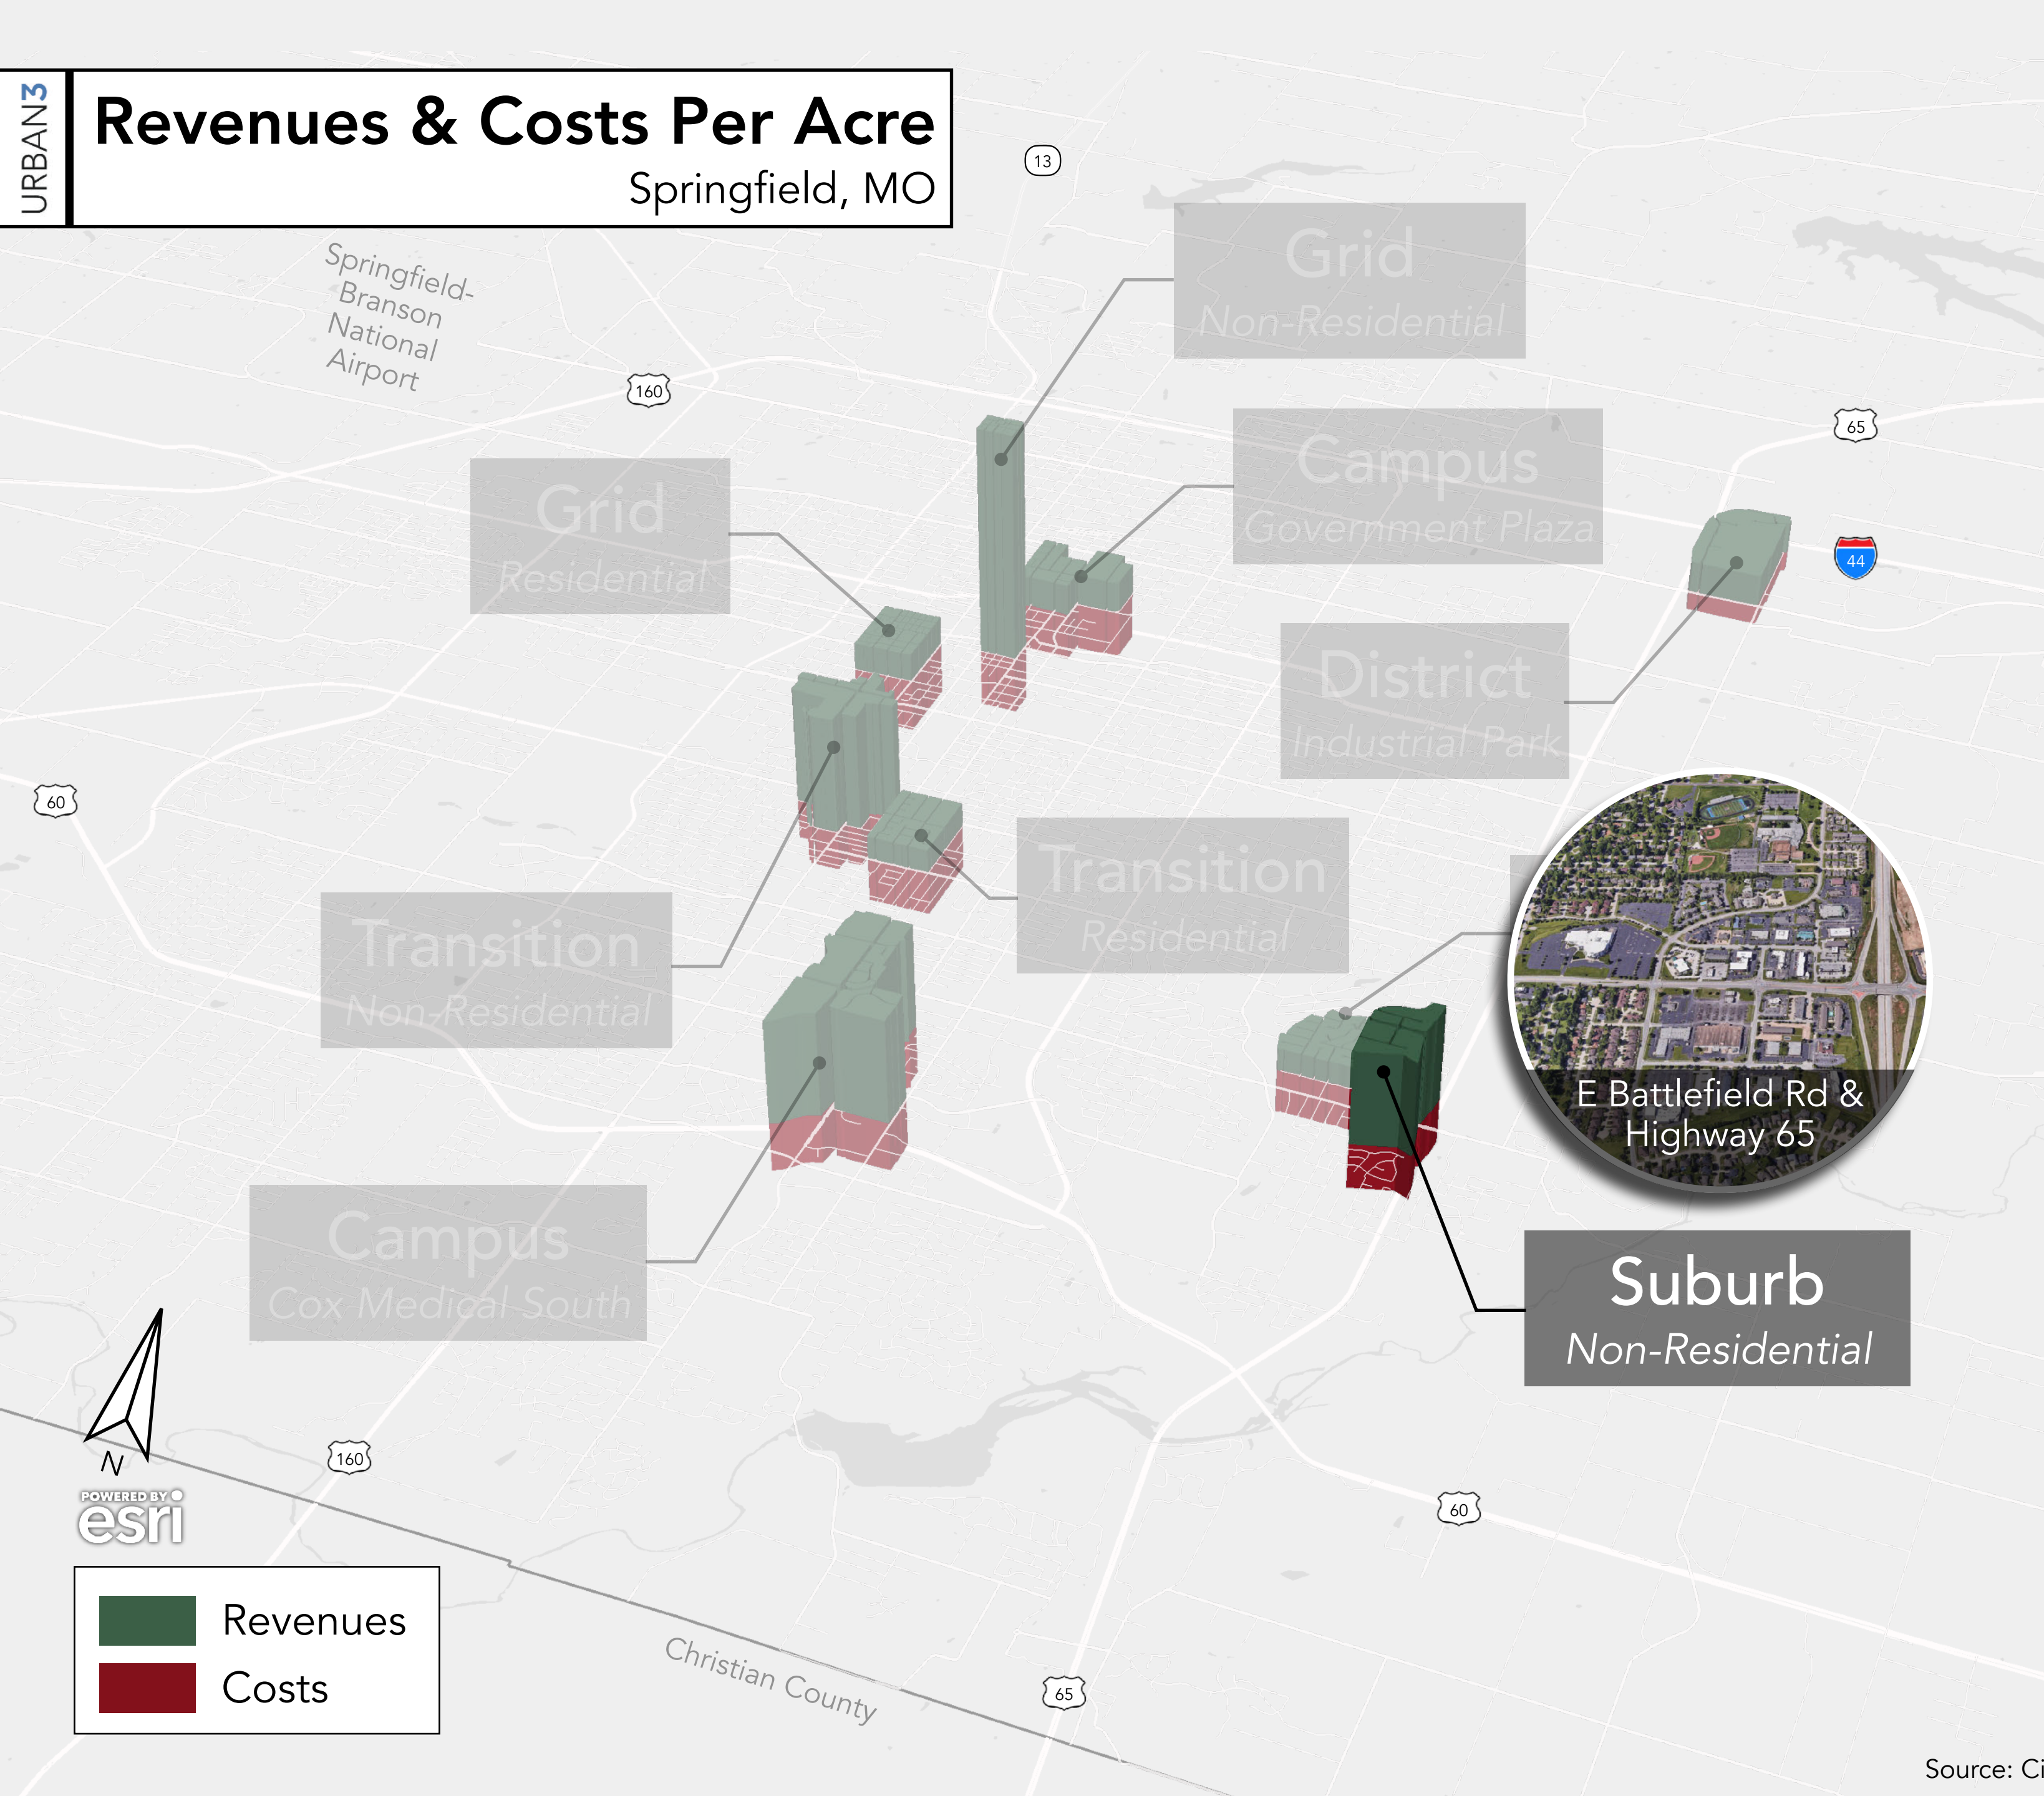 URBAN3
Revenues & Costs Per Acre
Springfield, MO
13
Springfield-
Branson
National
Airport
160
Grid
Non-Residential
Campus
Government Plaza
65
Grid
Residential
44
District
Industrial Park
60
Transition
Residential
Transition
Non-Residential
E Battlefield Rd &
Highway 65
Campus
Cox Medical South
Suburb
Non-Residential
N
160
POWERED BY
esri
60
Revenues
Costs
Christian County
65
Source: Ci